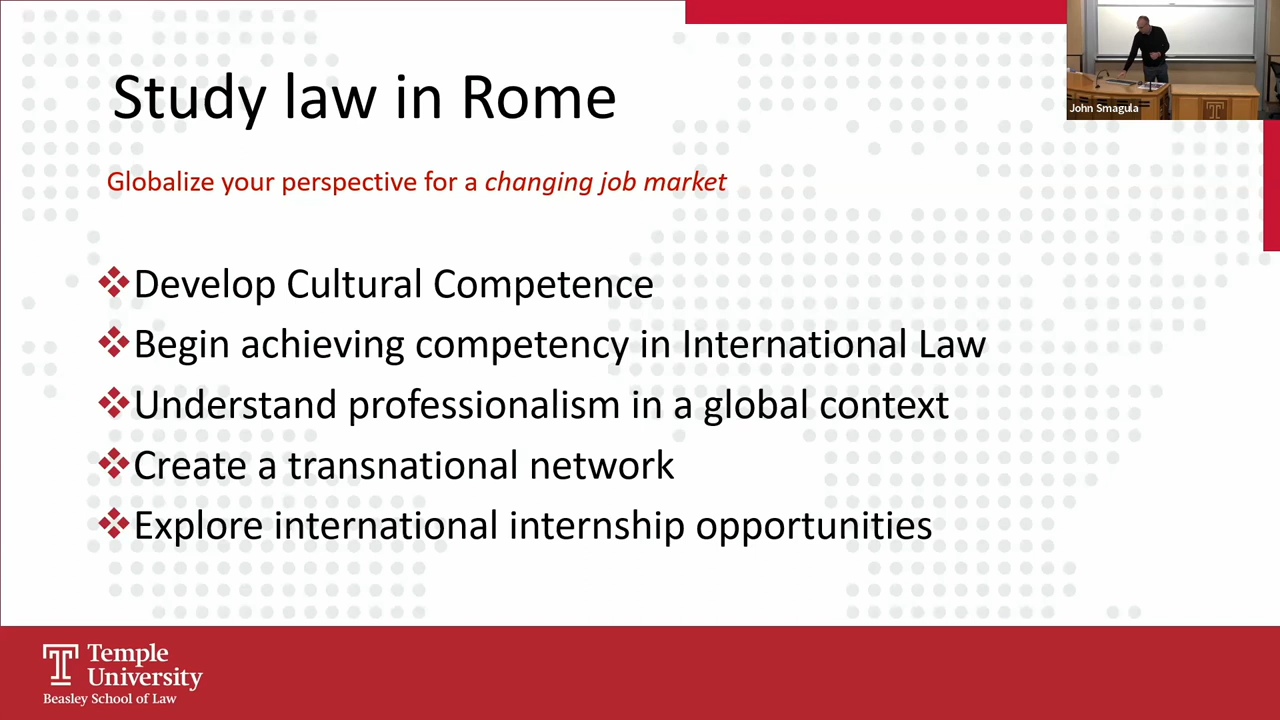 Study law in Rome
John Smagula
Globalize your perspective for a changing job market
Develop Cultural Competence
Begin achieving competency in International Law
Understand professionalism in a global context
Create a transnational network
Explore international internship opportunities
Temple
University
Beasley School of Law